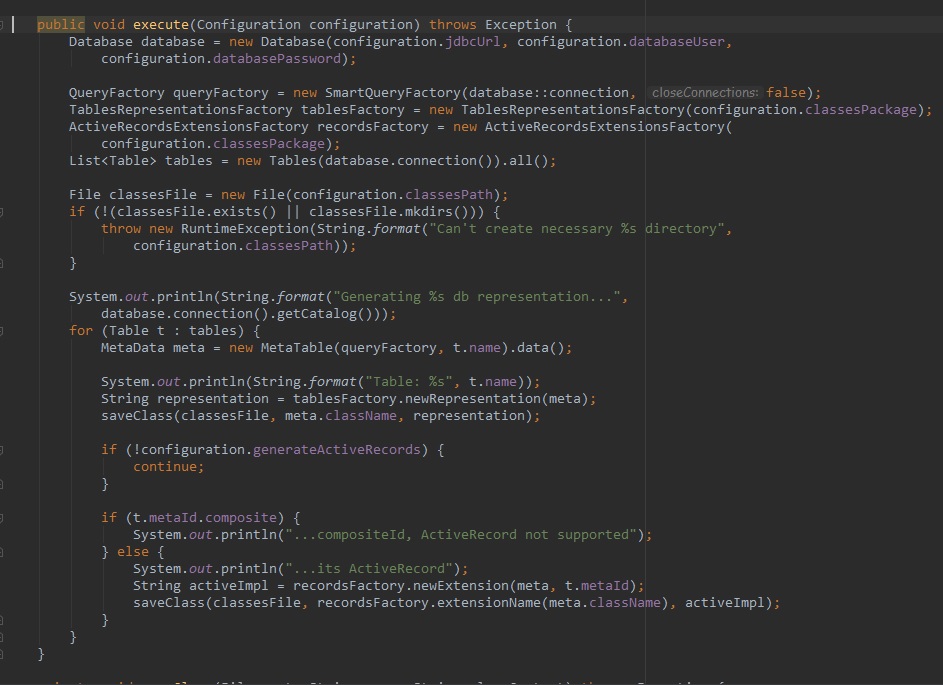 public void execute(Configuration configuration) throws Exception {
Database database = new Database(configuration.jdbcUrl, configuration.databaseUser,
configuration.databasePassword);
QueryFactory queryFactory = new SmartQueryFactory(database::connection, closeConnections: false);
TablesRepresentationsFactory tablesFactory = new TablesRepresentationsFactory(configuration.classesPackage);
ActiveRecordsExtensionsFactory recordsFactory = new ActiveRecordsExtensionsFactory(
configuration.classesPackage);
List<Table> tables = new Tables(database.connection()).all();
File classesFile = new File(configuration.classesPath);
if (!(classesFile.exists() || classesFile.mkdirs())) {
throw new RuntimeException(String.format("Can't create necessary %s directory",
configuration.classesPath));
}
System.out.println(String.format("Generating %s db representation...",
database.connection().getCatalog()));
for (Table t : tables) {
MetaData meta = new MetaTable(queryFactory, t.name).data();
System.out.println(String.format("Table: %s", t.name));
String representation = tablesFactory.newRepresentation(meta);
saveClass(classesFile, meta.className, representation);
if (!configuration.generateActiveRecords) {
continue;
}
if (t.metaId.composite) {
System.out.println("...compositeId, ActiveRecord not supported");
} else {
System.out.println("...its ActiveRecord");
String activeImpl = recordsFactory.newExtension(meta, t.metaId);
saveClass(classesFile, recordsFactory.extensionName(meta.className), activeImpl);
}
}
}